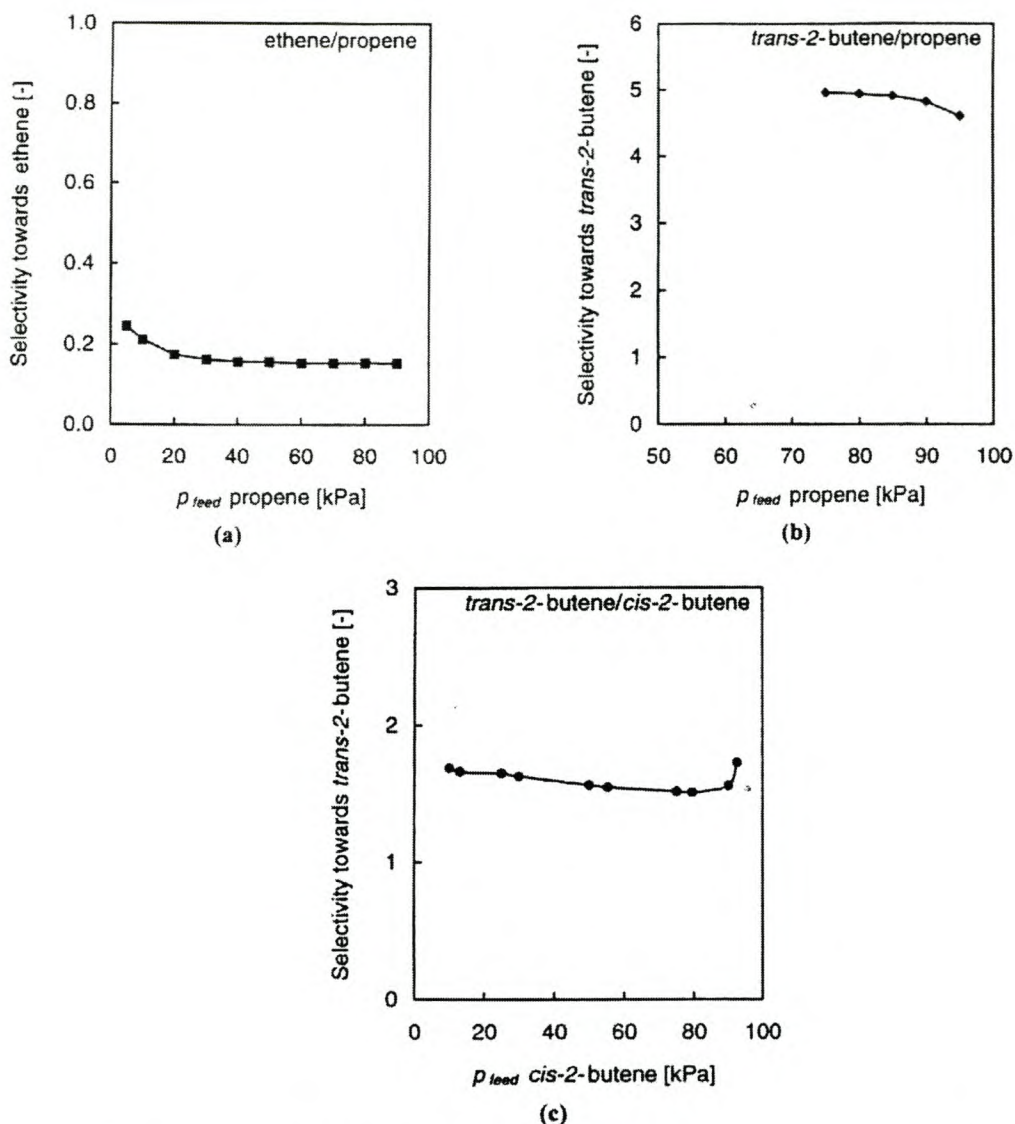 ethene/propene
Selectivity towards ethene [-]
1.0
0.8
0.6
0.4
0.2
0.0
0 20 40 60 80 100
p feed propene [kPa]
(a)
trans-2-butene/propene
Selectivity towards trans-2-butene [-]
6
5
4
3
2
1
0
50 60 70 80 90 100
p feed propene [kPa]
(b)
trans-2-butene/cis-2-butene
Selectivity towards trans-2-butene [-]
3
2
1
0
0 20 40 60 80 100
p feed cis-2-butene [kPa]
(c)